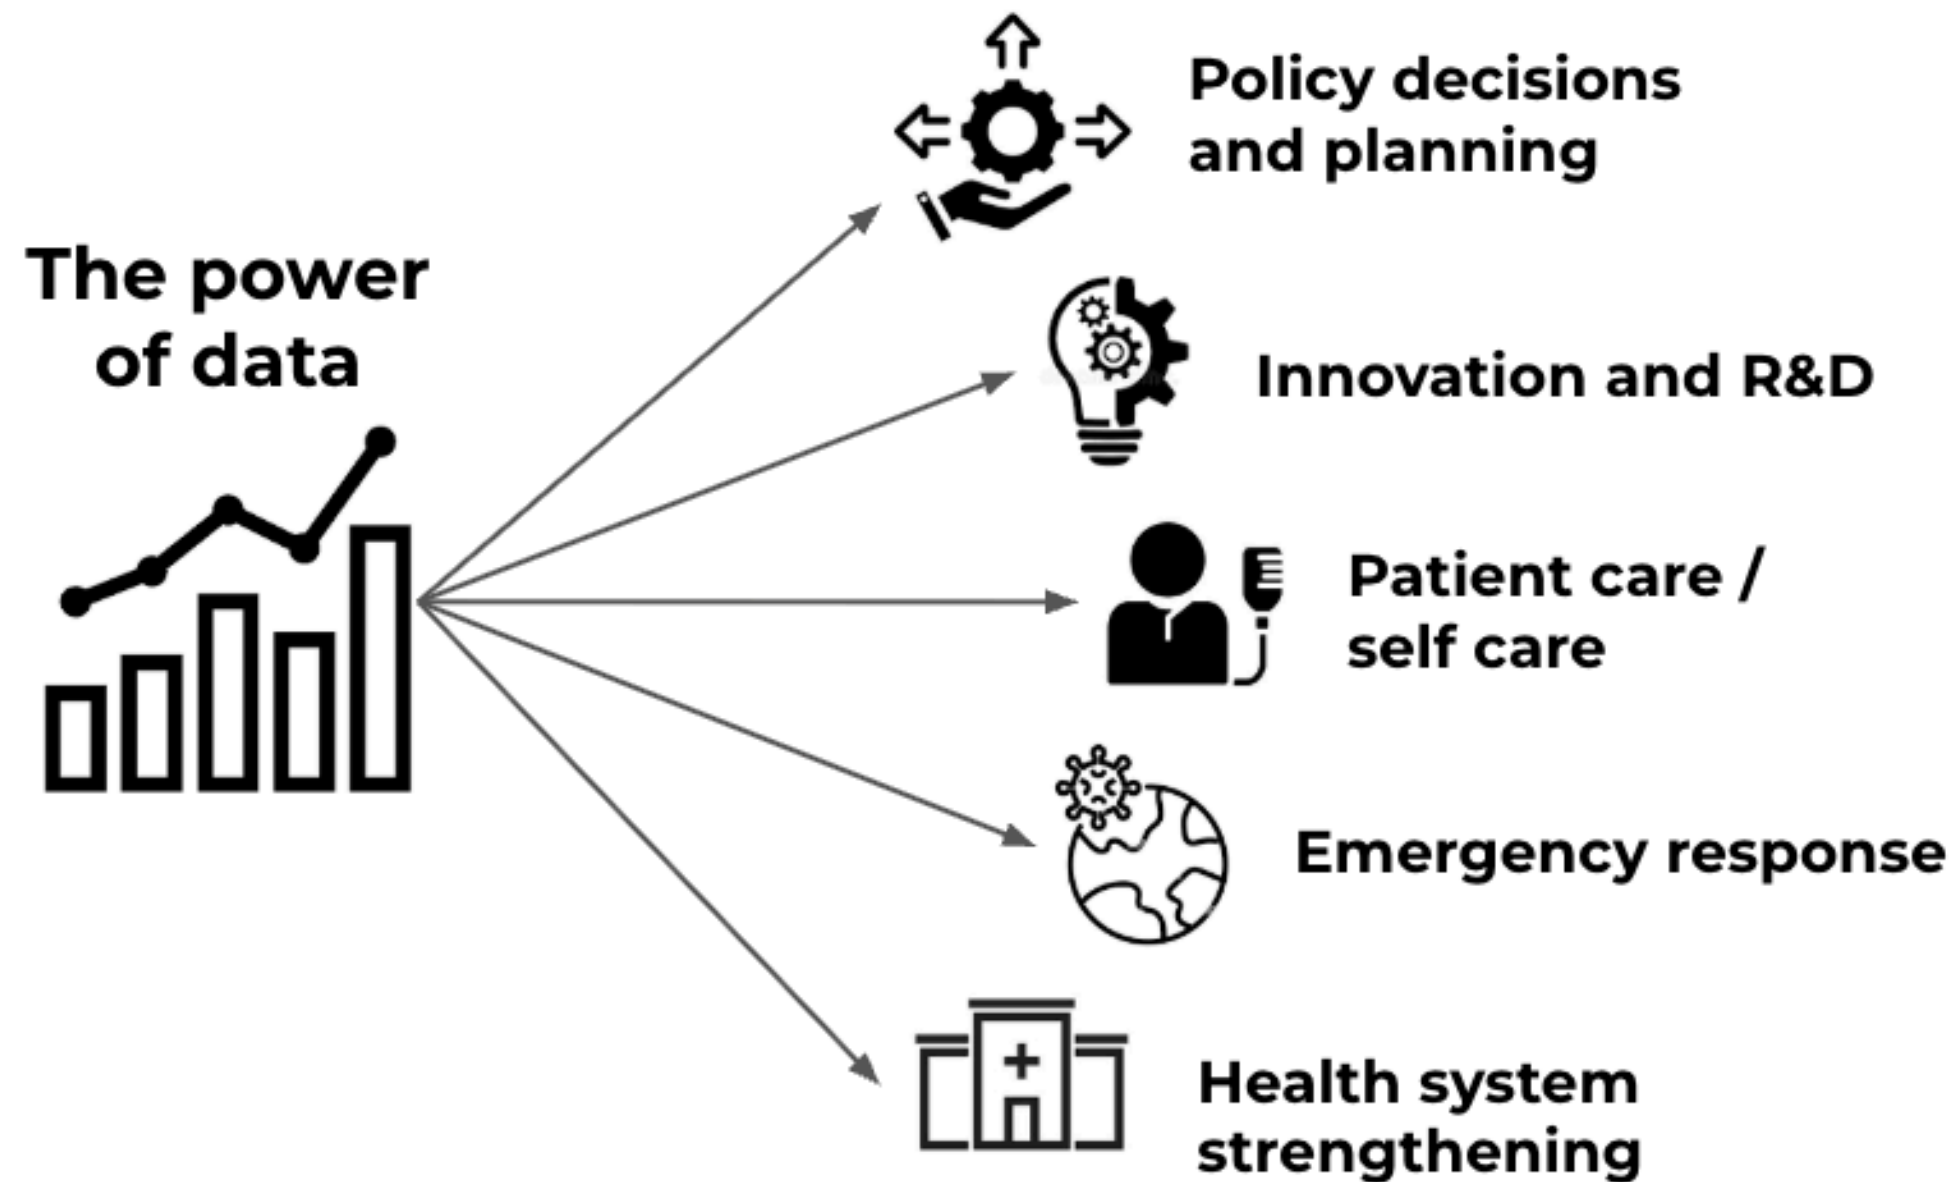 The power
of data
Policy decisions
and planning
Innovation and R&D
Patient care /
self care
Emergency response
Health system
strengthening